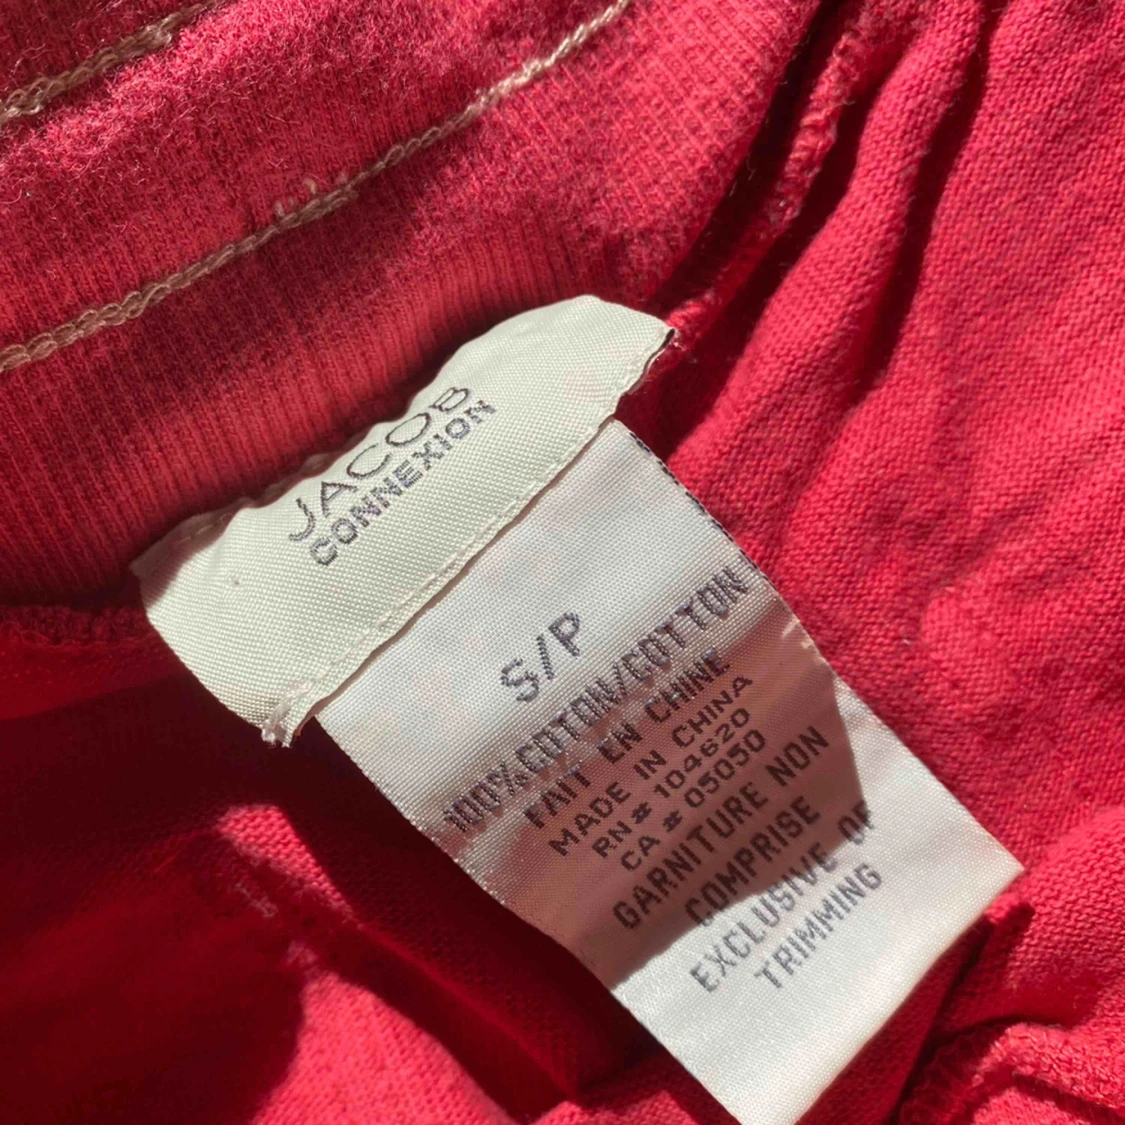 JACOB
CONNEXION
S/P
100% COTON/COTTON
FAIT EN CHINE
MADE IN CHINA
RN# 104620
CA# 05050
GARNITURE NON
COMPRISE
EXCLUSIVE OF
TRIMMING